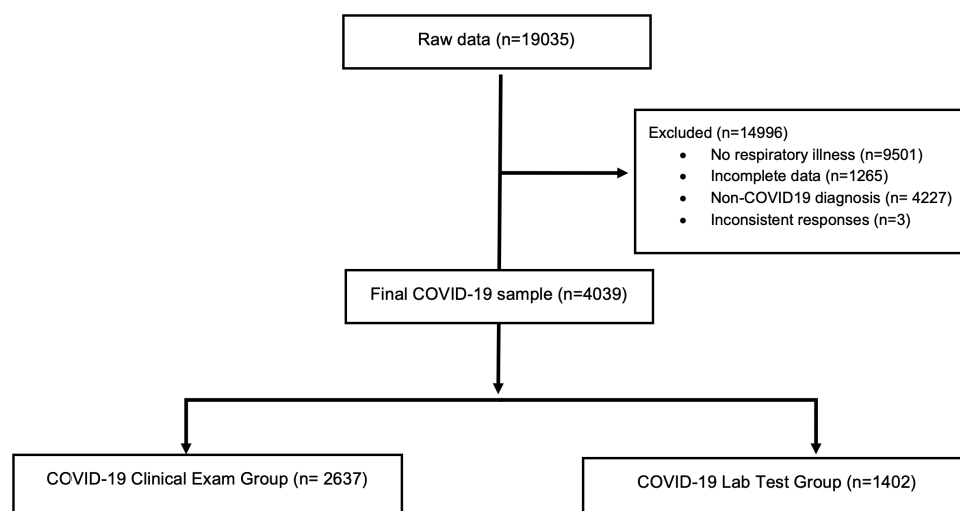 Raw data (n=19035)
Excluded (n=14996)
• No respiratory illness (n=9501)
• Incomplete data (n=1265)
• Non-COVID19 diagnosis (n= 4227)
• Inconsistent responses (n=3)
Final COVID-19 sample (n=4039)
COVID-19 Clinical Exam Group (n= 2637)
COVID-19 Lab Test Group (n=1402)